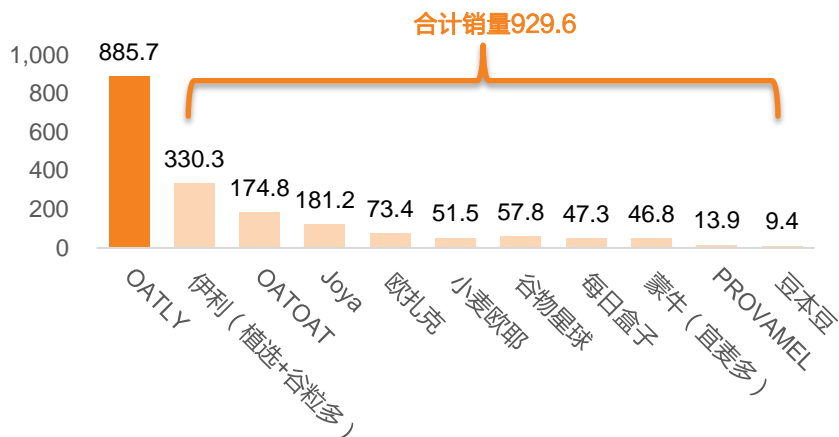 合计销量929.6
885.7
1,000
800
600
400
200
0
330.3
174.8
181.2
73.4
51.5
57.8
47.3
46.8
13.9
9.4
OATLY
伊利（植选+谷粒多）
OATOAT
Joya
欧扎克
小麦欧耶
谷物星球
每日盒子
蒙牛（宜麦多）
PROVAMEL
豆本豆